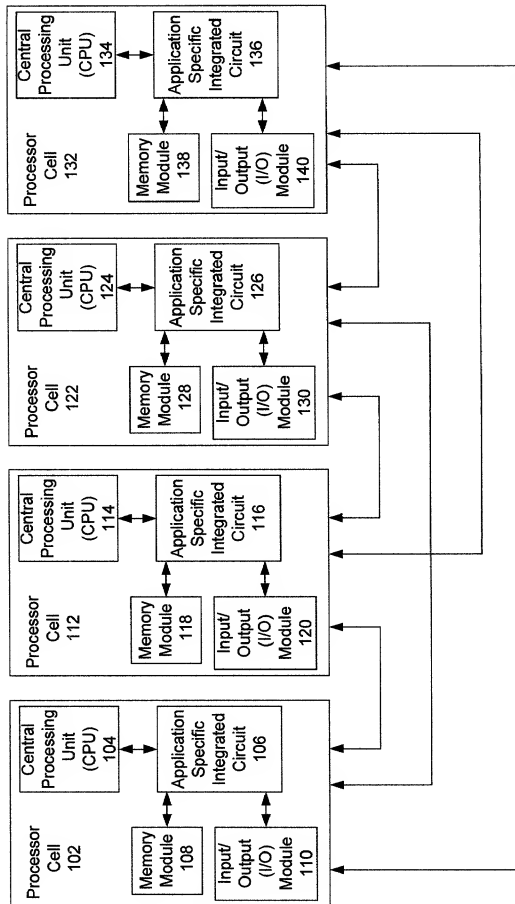 Processor
Cell
102
Central
Processing
Unit
(CPU)
104
Application
Specific
Integrated
Circuit
106
Memory
Module
108
Input/
Output
(I/O)
Module
110
Processor
Cell
112
Central
Processing
Unit
(CPU)
114
Application
Specific
Integrated
Circuit
116
Memory
Module
118
Input/
Output
(I/O)
Module
120
Processor
Cell
122
Central
Processing
Unit
(CPU)
124
Application
Specific
Integrated
Circuit
126
Memory
Module
128
Input/
Output
(I/O)
Module
130
Processor
Cell
132
Central
Processing
Unit
(CPU)
134
Application
Specific
Integrated
Circuit
136
Memory
Module
138
Input/
Output
(I/O)
Module
140